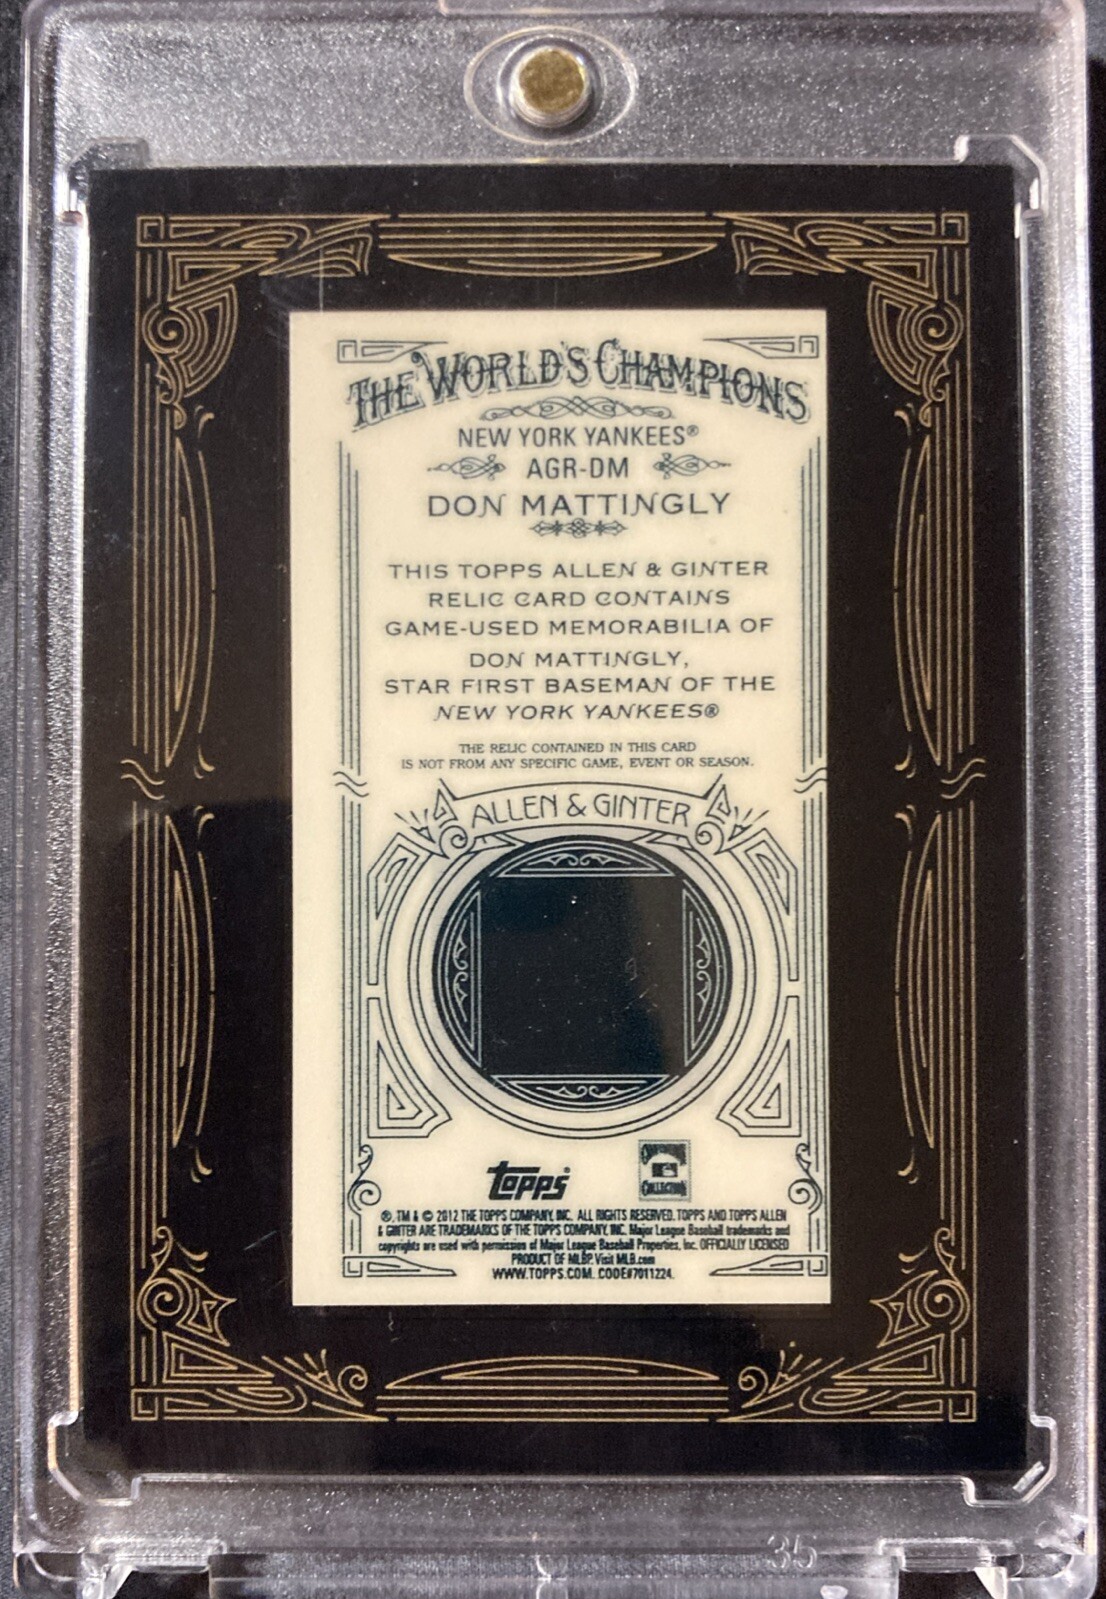 THE WORLD'S CHAMPIONS
NEW YORK YANKEES®
AGR-DM
DON MATTINGLY
THIS TOPPS ALLEN & GINTER
RELIC CARD CONTAINS
GAME-USED MEMORABILIA OF
DON MATTINGLY,
STAR FIRST BASEMAN OF THE
NEW YORK YANKEES®
THE RELIC CONTAINED IN THIS CARD
IS NOT FROM ANY SPECIFIC GAME, EVENT OR SEASON.
ALLEN & GINTER
topps®
COOPERSTOWN
COLLECTION
®, TM & © 2012 THE TOPPS COMPANY, INC. ALL RIGHTS RESERVED. TOPPS AND TOPPS ALLEN
& GINTER ARE TRADEMARKS OF THE TOPPS COMPANY, INC. Major League Baseball trademarks and
copyrights are used with permission of Major League Baseball Properties, Inc. OFFICIALLY LICENSED
PRODUCT OF MLBP. Visit MLB.com
WWW.TOPPS.COM. CODE#7011224.
35